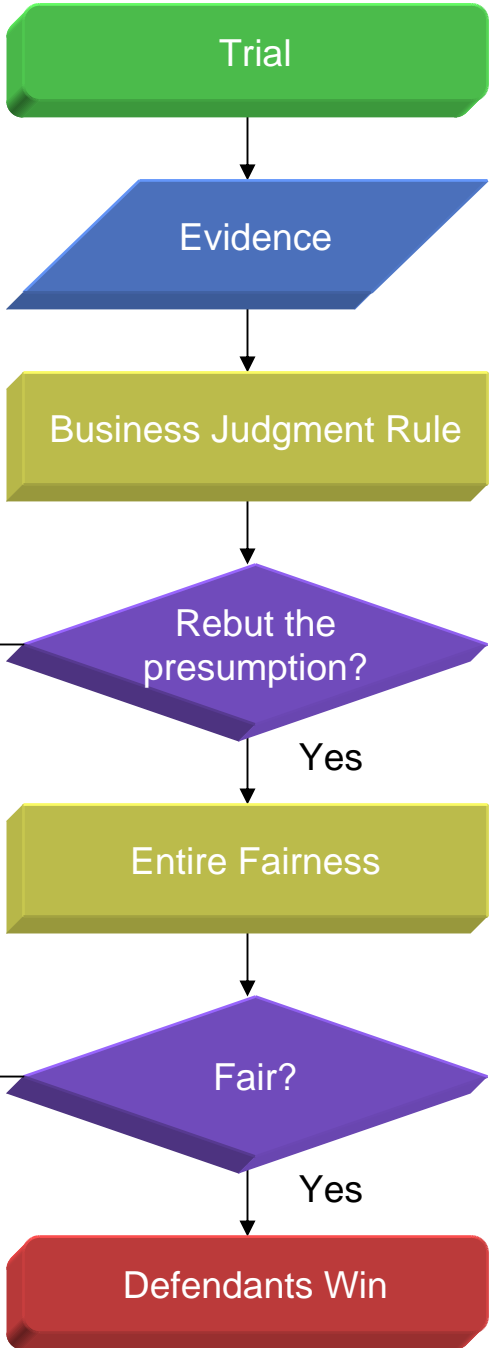 Trial
Evidence
Business Judgment Rule
Rebut the
presumption?
Yes
Entire Fairness
Fair?
Yes
Defendants Win